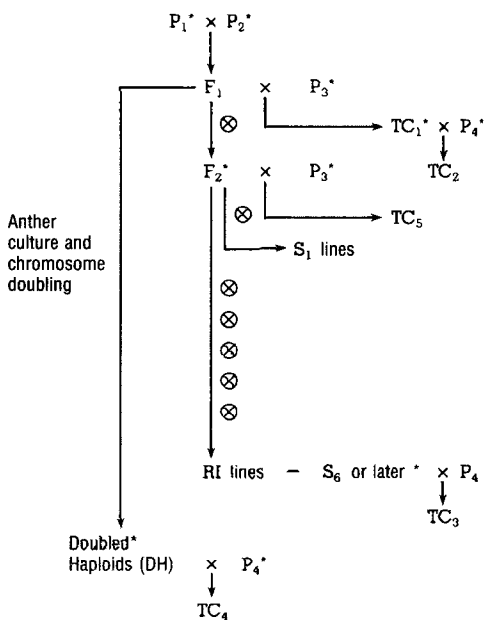 P₁* × P₂*
F₁ × P₃*
⊗
TC₁* × P₄*
TC₂
F₂* × P₃*
⊗
TC₅
S₁ lines
Anther
culture and
chromosome
doubling
⊗
⊗
⊗
⊗
⊗
RI lines – S₆ or later * × P₄
TC₃
Doubled*
Haploids (DH) × P₄*
TC₄